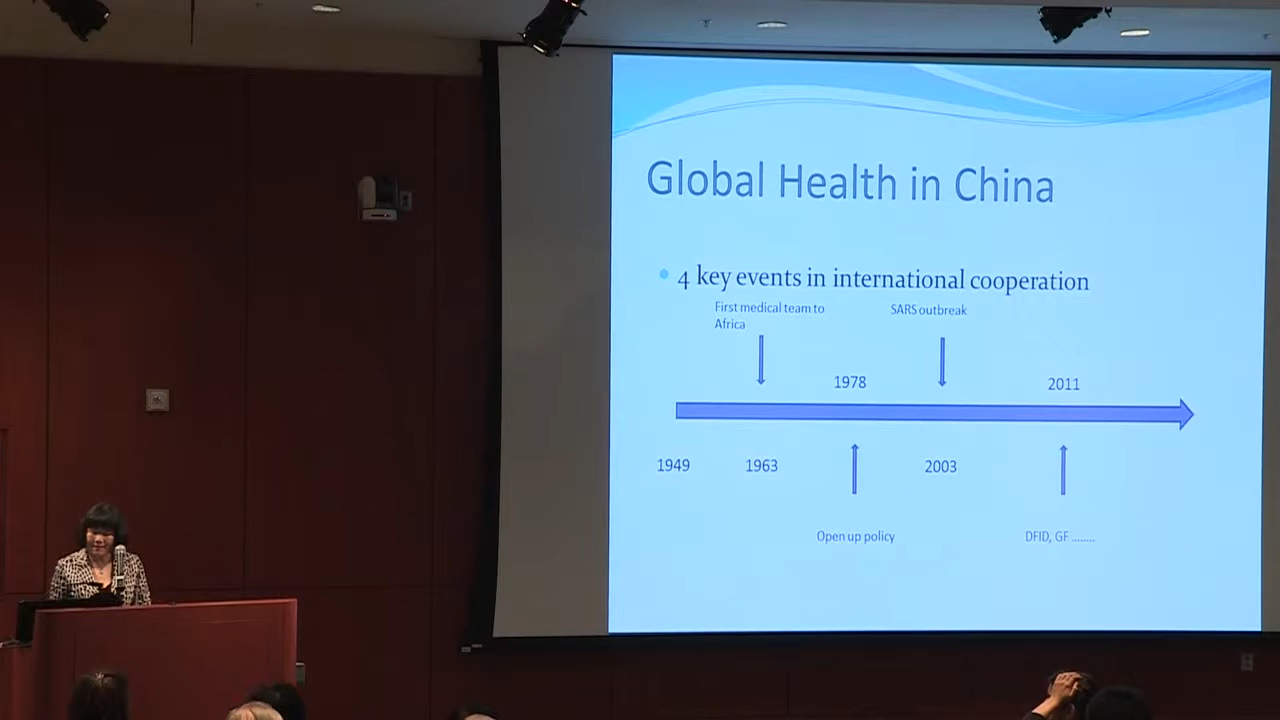 Global Health in China
4 key events in international cooperation
First medical team to
Africa
SARS outbreak
1978
2011
1949
1963
2003
Open up policy
DFID, GF ........